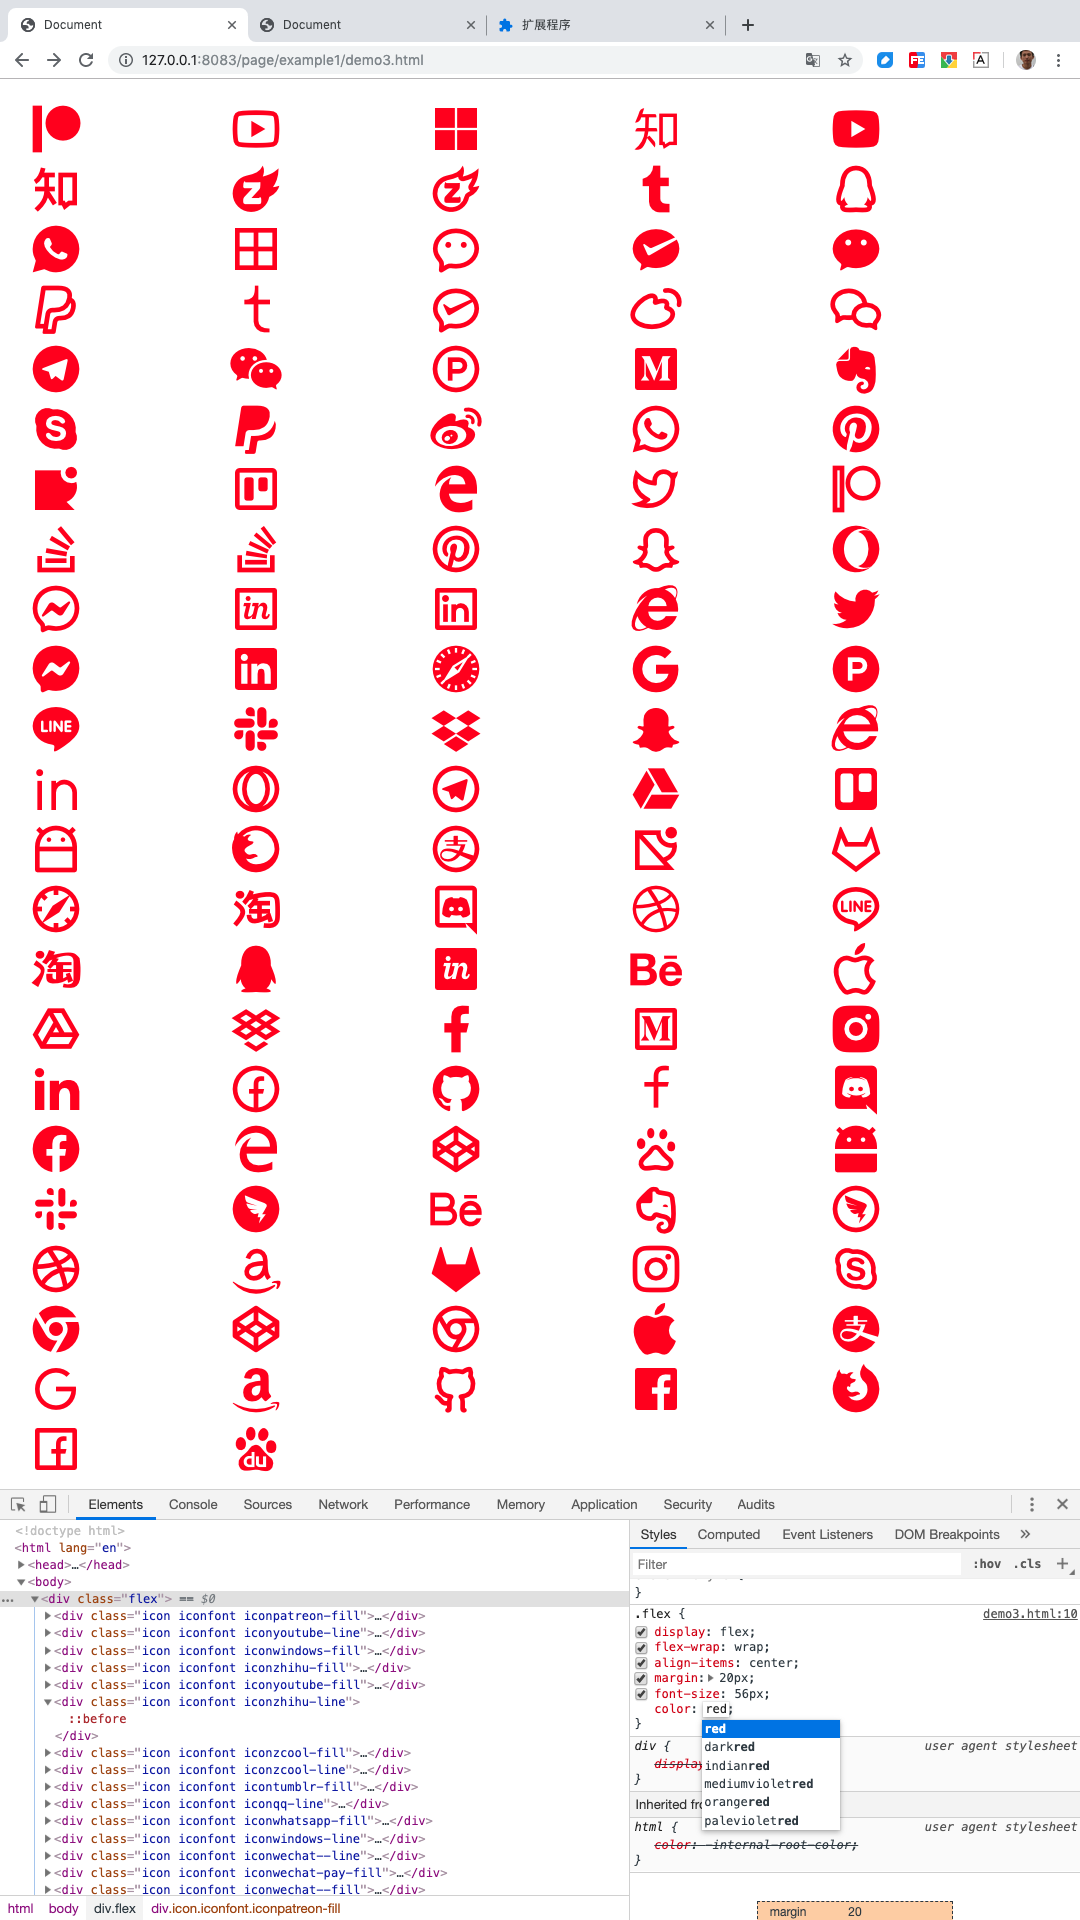 Document
Document
扩展程序
127.0.0.1:8083/page/example1/demo3.html
知
知
LINE
支
淘
LINE
淘
in
Bē
in
Bē
支
du
Elements Console Sources Network Performance Memory Application Security Audits
<!doctype html>
<html lang="en">
<head>…</head>
<body>
<div class="flex"> == $0
<div class="icon iconfont iconpatreon-fill">…</div>
<div class="icon iconfont iconyoutube-line">…</div>
<div class="icon iconfont iconwindows-fill">…</div>
<div class="icon iconfont iconzhihu-fill">…</div>
<div class="icon iconfont iconyoutube-fill">…</div>
<div class="icon iconfont iconzhihu-line">
::before
</div>
<div class="icon iconfont iconzcool-fill">…</div>
<div class="icon iconfont iconzcool-line">…</div>
<div class="icon iconfont icontumblr-fill">…</div>
<div class="icon iconfont iconqq-line">…</div>
<div class="icon iconfont iconwhatsapp-fill">…</div>
<div class="icon iconfont iconwindows-line">…</div>
<div class="icon iconfont iconwechat--line">…</div>
<div class="icon iconfont iconwechat-pay-fill">…</div>
<div class="icon iconfont iconwechat--fill">…</div>
html body div.flex div.icon.iconfont.iconpatreon-fill
Styles Computed Event Listeners DOM Breakpoints »
Filter :hov .cls +
}
.flex { demo3.html:10
display: flex;
flex-wrap: wrap;
align-items: center;
margin: 20px;
font-size: 56px;
color: red;
}
red
darkred
indianred
mediumvioletred
orangered
palevioletred
div { user agent stylesheet
display
}
Inherited fro
html { user agent stylesheet
color: -internal-root-color;
}
margin 20